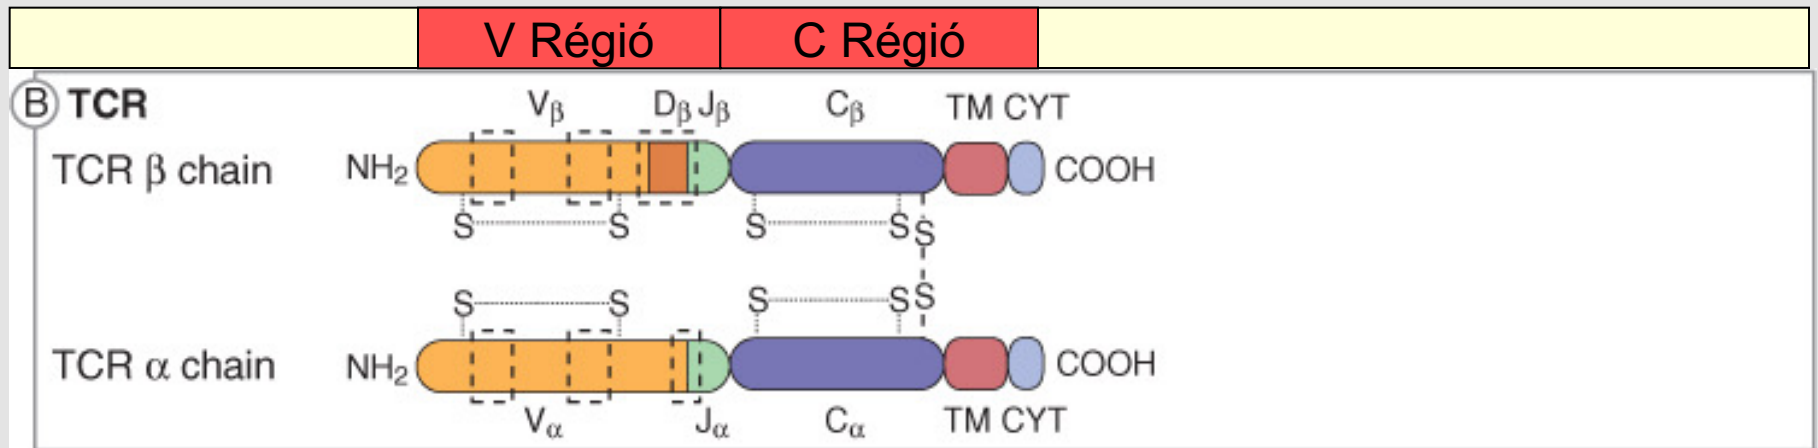 V Régió C Régió
B TCR
Vβ Dβ Jβ Cβ TM CYT
TCR β chain NH₂ COOH
S S S S S
S S S S S
TCR α chain NH₂ COOH
Vα Jα Cα TM CYT